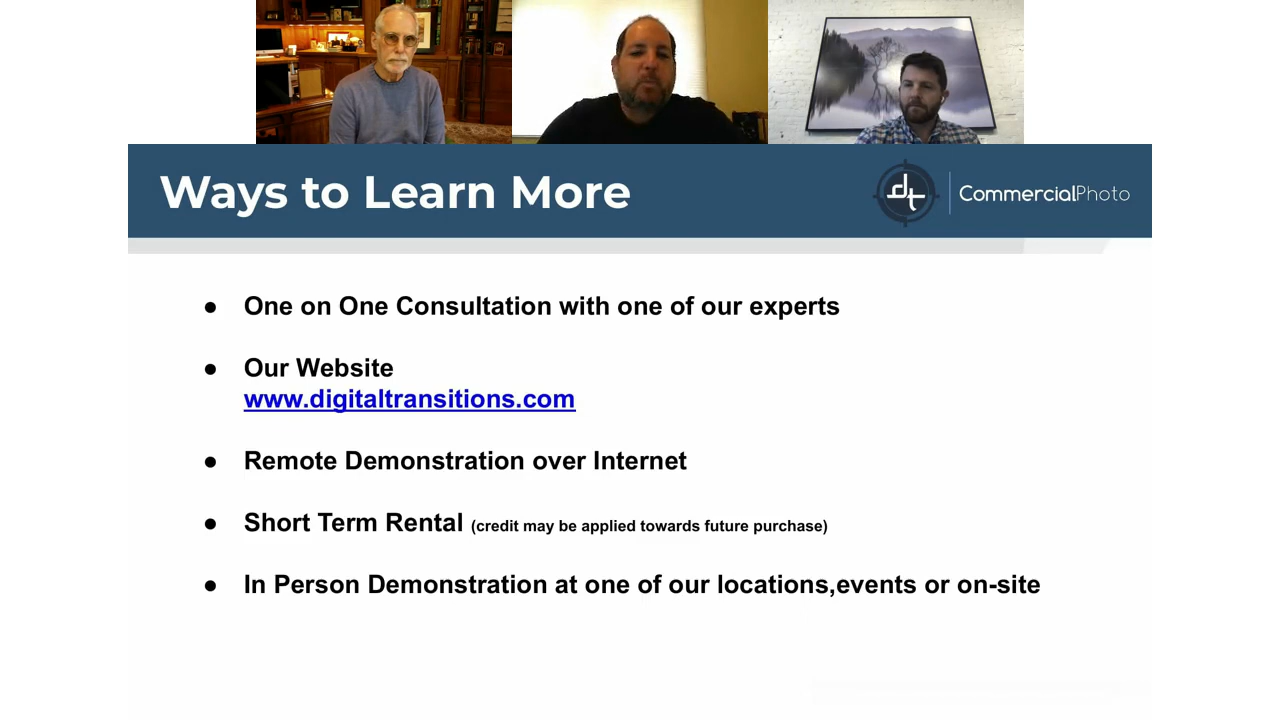 Ways to Learn More
dt CommercialPhoto
● One on One Consultation with one of our experts
● Our Website
www.digitaltransitions.com
● Remote Demonstration over Internet
● Short Term Rental (credit may be applied towards future purchase)
● In Person Demonstration at one of our locations,events or on-site